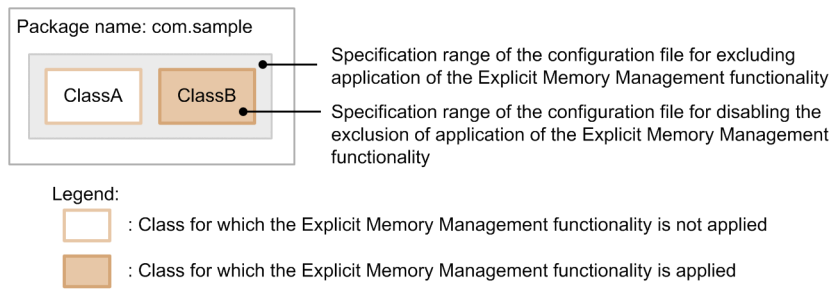 Package name: com.sample
Specification range of the configuration file for excluding
application of the Explicit Memory Management functionality
ClassA
ClassB
Specification range of the configuration file for disabling the
exclusion of application of the Explicit Memory Management
functionality
Legend:
: Class for which the Explicit Memory Management functionality is not applied
: Class for which the Explicit Memory Management functionality is applied